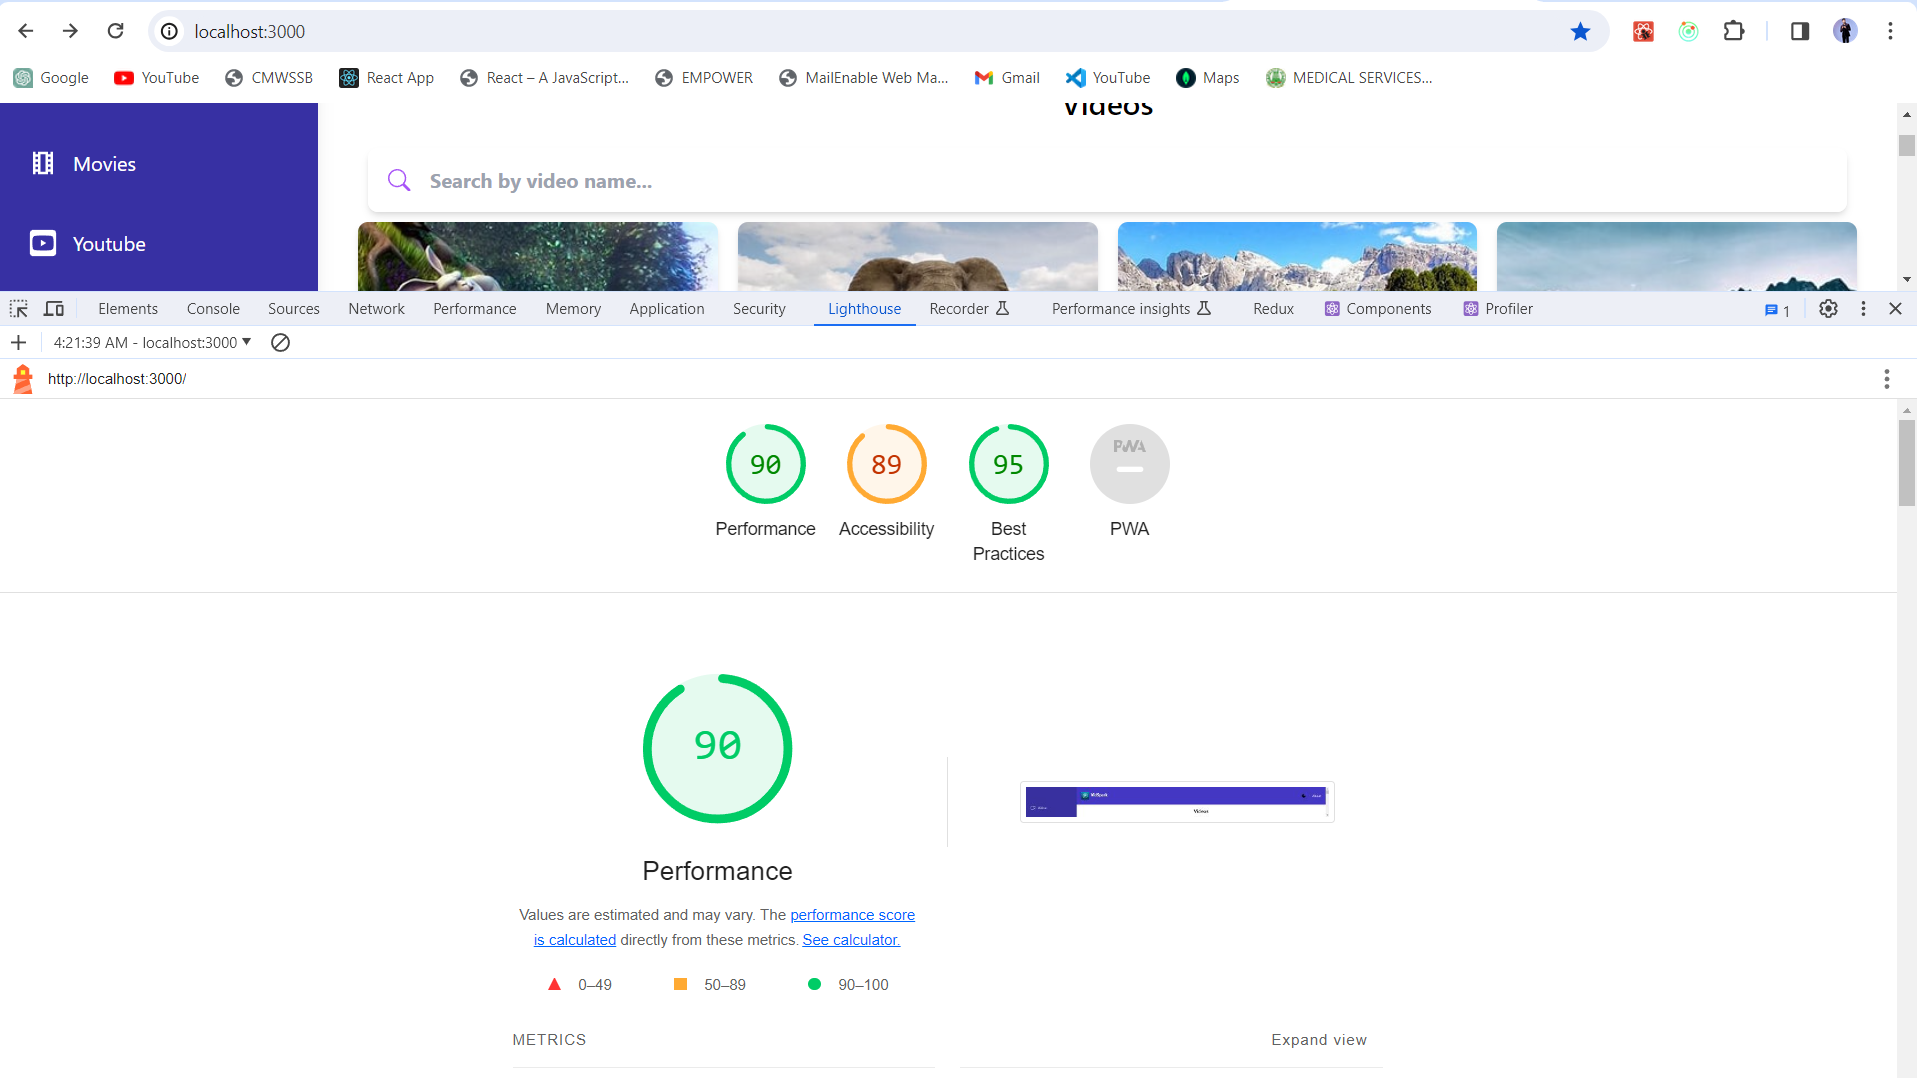 localhost:3000
Google YouTube CMWSSB React App React – A JavaScript... EMPOWER MailEnable Web Ma... Gmail YouTube Maps MEDICAL SERVICES...
Videos
Movies
Search by video name...
Youtube
Elements Console Sources Network Performance Memory Application Security Lighthouse Recorder Performance insights Redux Components Profiler 1
4:21:39 AM - localhost:3000
http://localhost:3000/
90 89 95 PWA
Performance Accessibility Best Practices PWA
90
Videos
Performance
Values are estimated and may vary. The performance score
is calculated directly from these metrics. See calculator.
0–49 50–89 90–100
METRICS Expand view